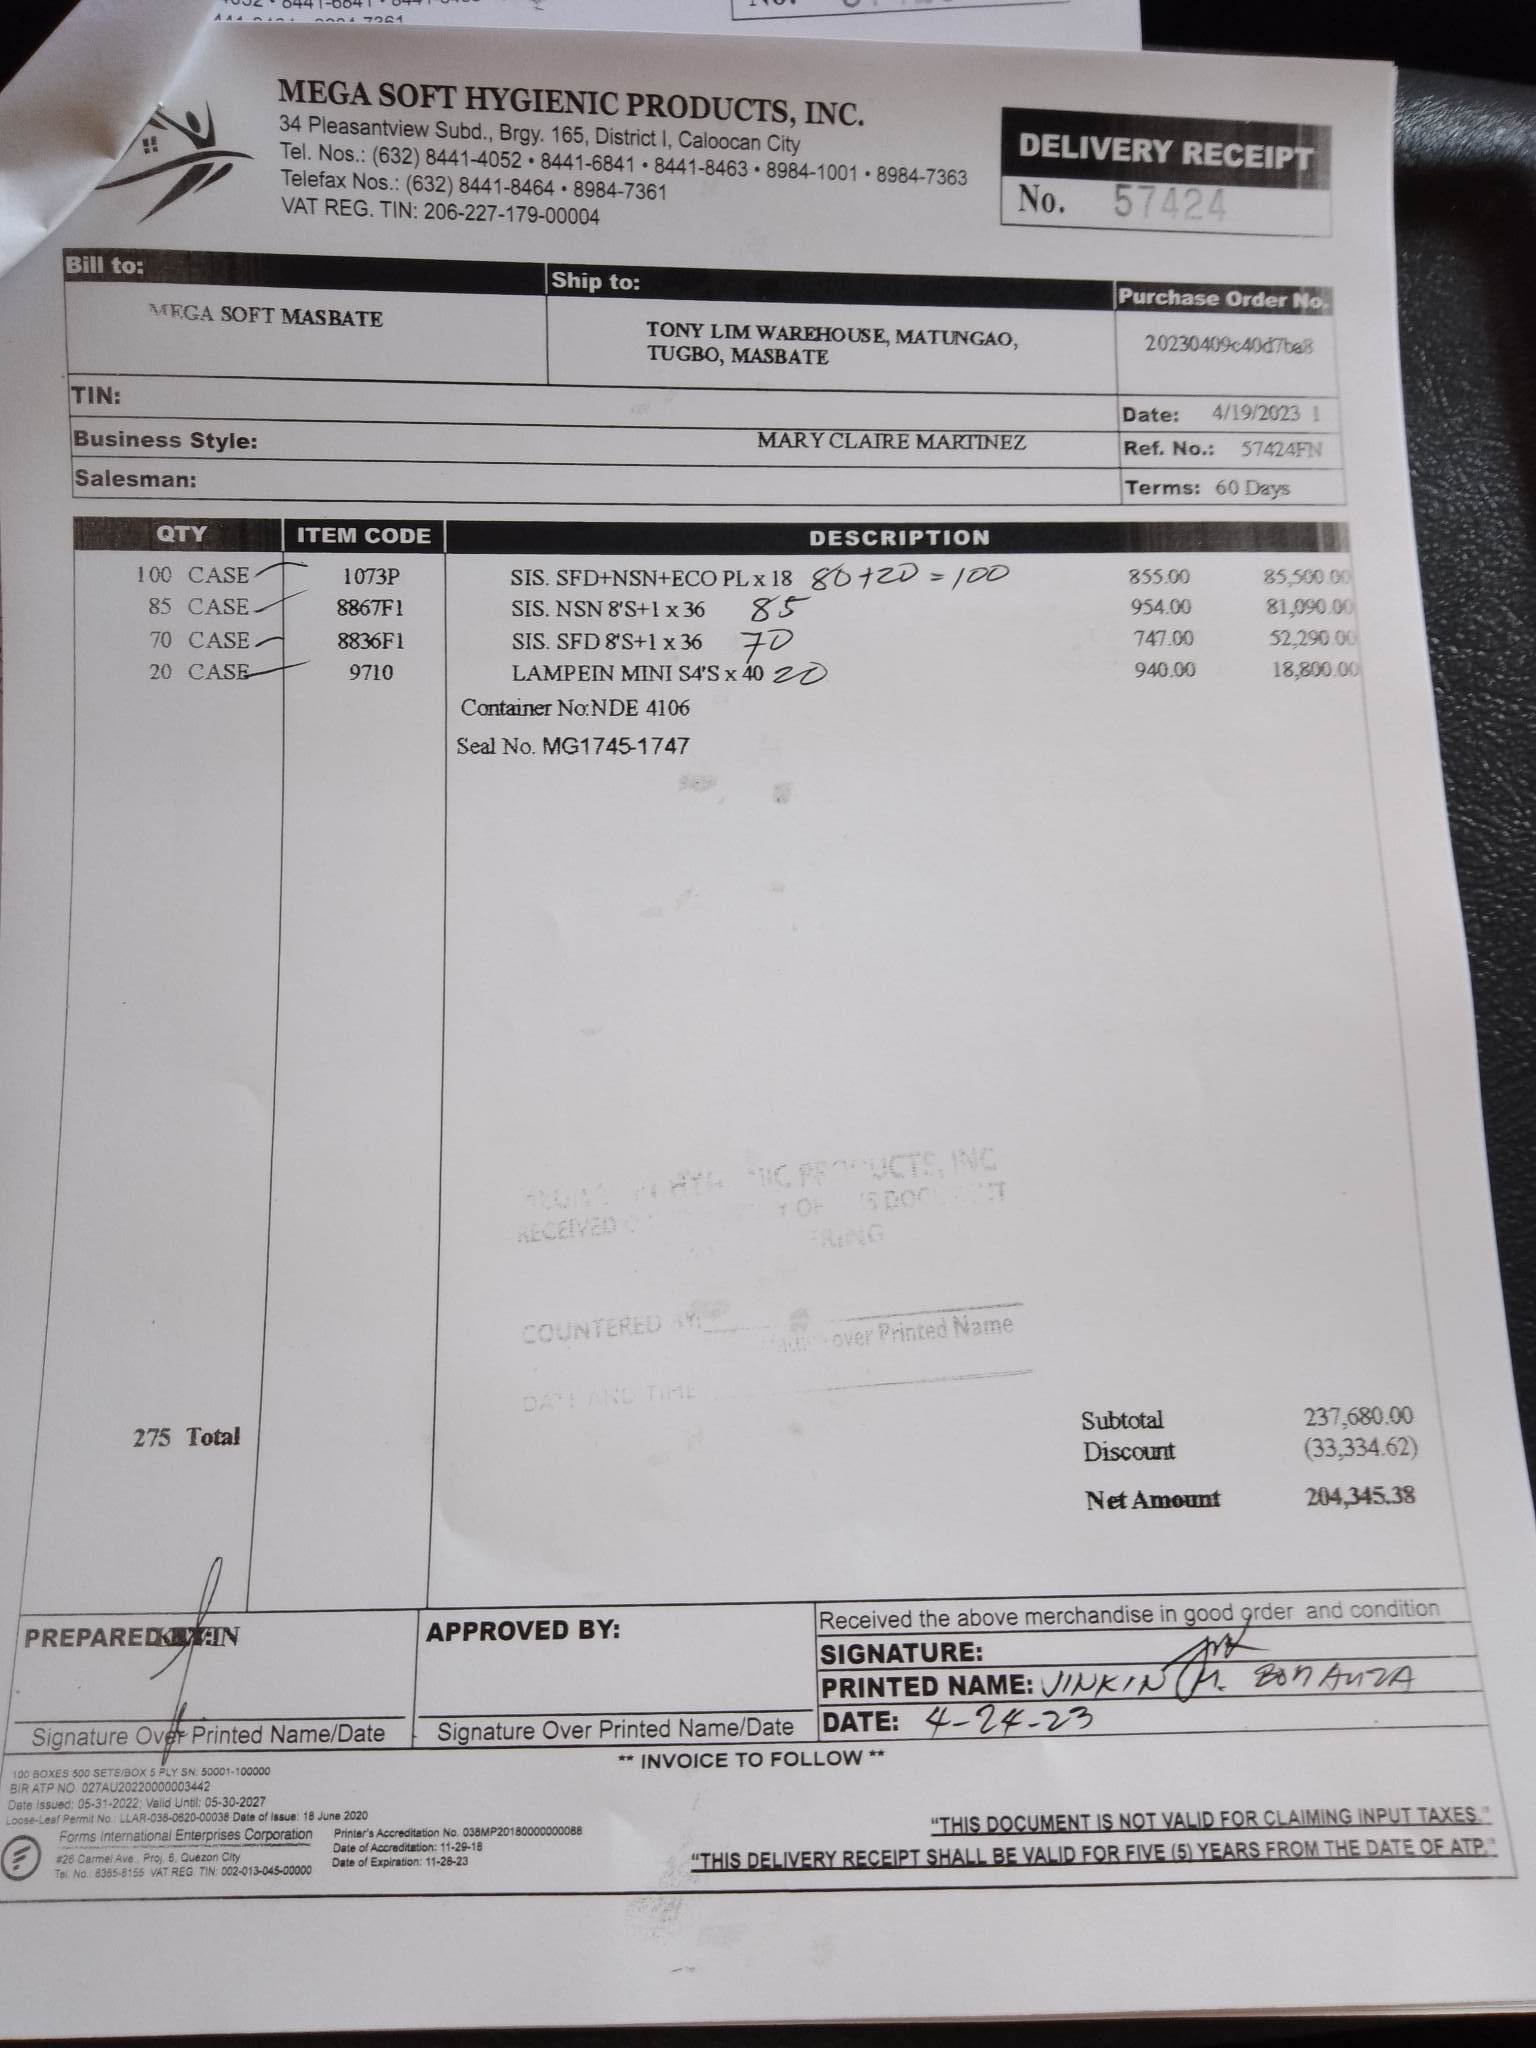 MEGA SOFT HYGIENIC PRODUCTS, INC.
34 Pleasantview Subd., Brgy. 165, District I, Caloocan City
Tel. Nos.: (632) 8441-4052 • 8441-6841 • 8441-8463 • 8984-1001 • 8984-7363
Telefax Nos.: (632) 8441-8464 • 8984-7361
VAT REG. TIN: 206-227-179-00004
DELIVERY RECEIPT
No. 57424
Bill to:
MEGA SOFT MASBATE
Ship to:
TONY LIM WAREHOUSE, MATUNGAO,
TUGBO, MASBATE
Purchase Order No.
20230409c40d7ba8
TIN:
Date: 4/19/2023 1
Business Style: MARY CLAIRE MARTINEZ
Ref. No.: 57424FN
Salesman:
Terms: 60 Days
QTY ITEM CODE DESCRIPTION
100 CASE 1073P SIS. SFD+NSN+ECO PL x 18 80+20=100 855.00 85,500.00
85 CASE 8867F1 SIS. NSN 8'S+1 x 36 85 954.00 81,090.00
70 CASE 8836F1 SIS. SFD 8'S+1 x 36 70 747.00 52,290.00
20 CASE 9710 LAMPEIN MINI S4'S x 40 20 940.00 18,800.00
Container No:NDE 4106
Seal No. MG1745-1747
PRODUCTS, INC
RECEIVED
COUNTERED BY:
over Printed Name
DATE AND TIME
275 Total
Subtotal 237,680.00
Discount (33,334.62)
Net Amount 204,345.38
PREPARED
Signature Over Printed Name/Date
APPROVED BY:
Signature Over Printed Name/Date
Received the above merchandise in good order and condition
SIGNATURE:
PRINTED NAME: JINKIN M. BONANZA
DATE: 4-24-23
** INVOICE TO FOLLOW **
100 BOXES 500 SETS/BOX 5 PLY SN: 50001-100000
BIR ATP NO. 027AU20220000003442
Date Issued: 05-31-2022; Valid Until: 05-30-2027
Loose-Leaf Permit No.: LLAR-038-0620-00038 Date of Issue: 18 June 2020
Forms International Enterprises Corporation
#26 Carmel Ave., Proj. 6, Quezon City
Tel. No.: 8365-8155 VAT REG. TIN: 002-013-045-00000
Printer's Accreditation No. 038MP20180000000088
Date of Accreditation: 11-29-18
Date of Expiration: 11-28-23
"THIS DOCUMENT IS NOT VALID FOR CLAIMING INPUT TAXES."
"THIS DELIVERY RECEIPT SHALL BE VALID FOR FIVE (5) YEARS FROM THE DATE OF ATP."